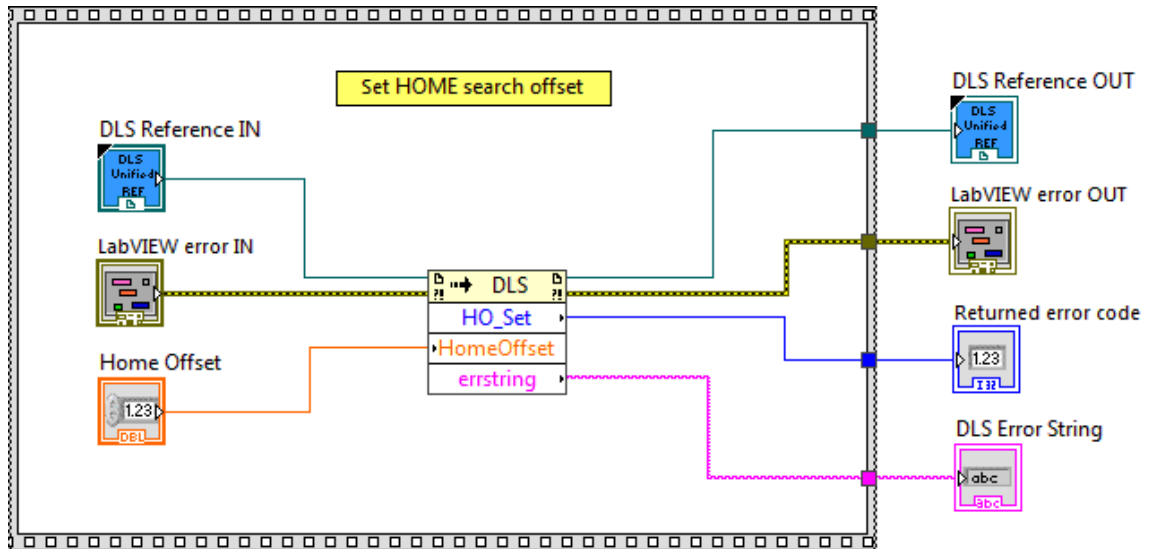 Set HOME search offset
DLS Reference IN
DLS
Unified
REF
LabVIEW error IN
Home Offset
1.23
DBL
DLS
HO_Set
HomeOffset
errstring
DLS Reference OUT
DLS
Unified
REF
LabVIEW error OUT
Returned error code
1.23
I32
DLS Error String
abc
abc